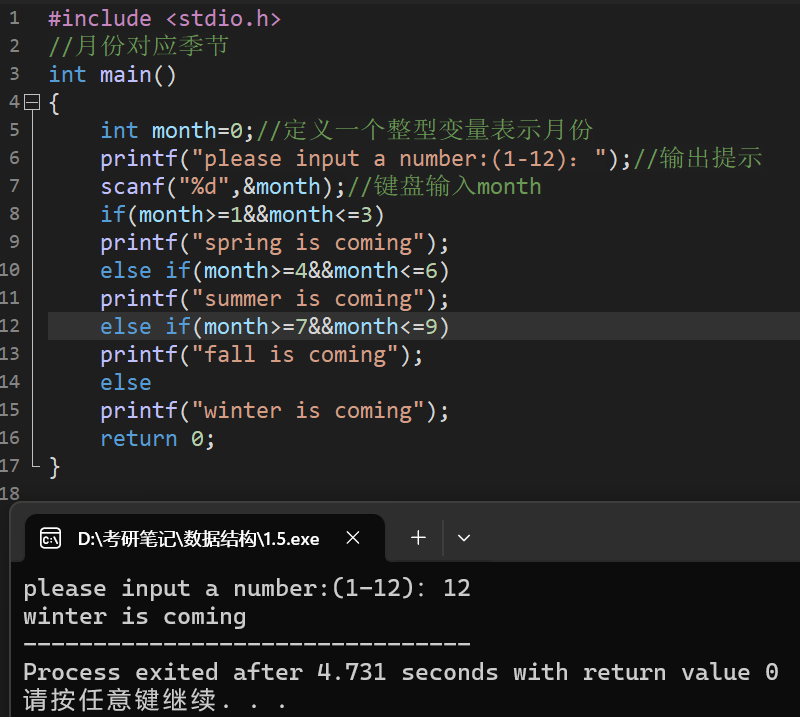 1 #include <stdio.h>
2 //月份对应季节
3 int main()
4 {
5 int month=0;//定义一个整型变量表示月份
6 printf("please input a number:(1-12)：");//输出提示
7 scanf("%d",&month);//键盘输入month
8 if(month>=1&&month<=3)
9 printf("spring is coming");
10 else if(month>=4&&month<=6)
11 printf("summer is coming");
12 else if(month>=7&&month<=9)
13 printf("fall is coming");
14 else
15 printf("winter is coming");
16 return 0;
17 }
18
D:\考研笔记\数据结构\1.5.exe
please input a number:(1-12)：12
winter is coming
--------------------------------
Process exited after 4.731 seconds with return value 0
请按任意键继续. . .